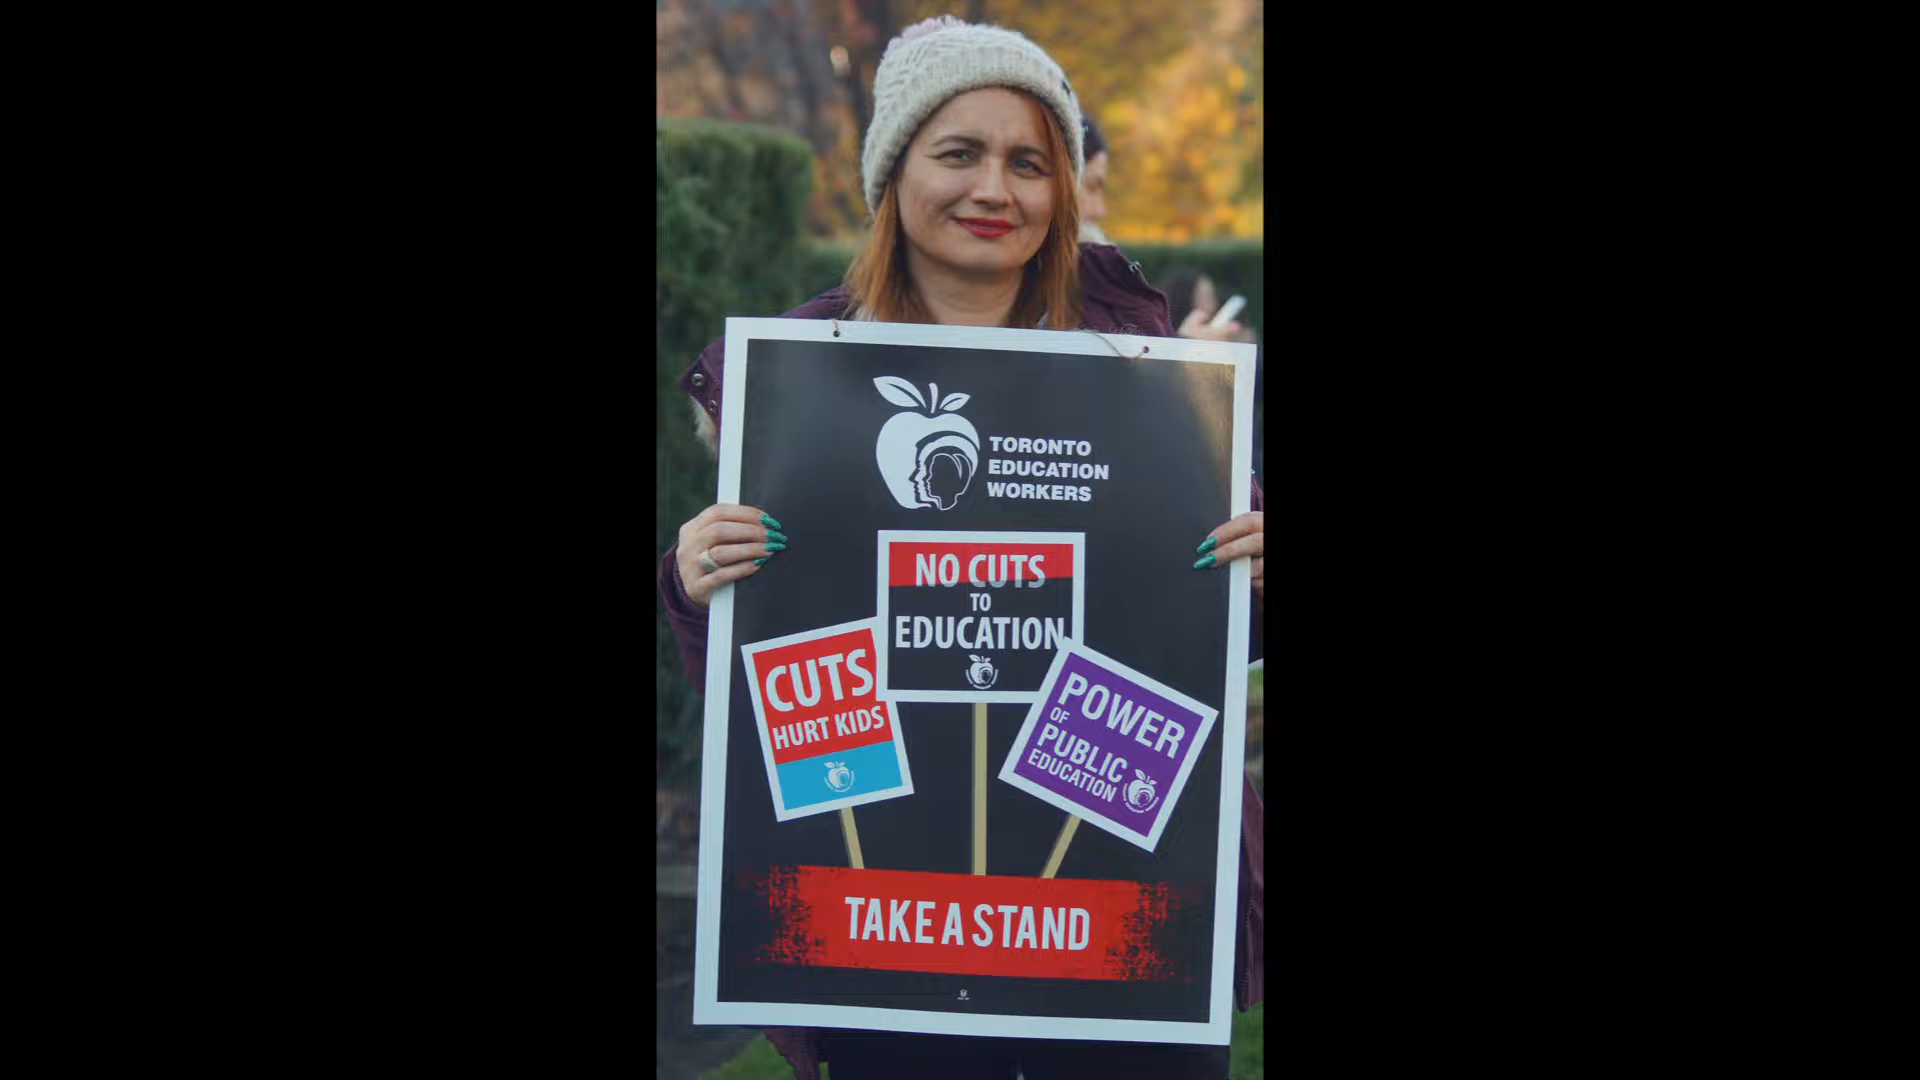 TORONTO
EDUCATION
WORKERS
NO CUTS
TO
EDUCATION
CUTS
HURT KIDS
POWER
OF
PUBLIC
EDUCATION
TAKE A STAND